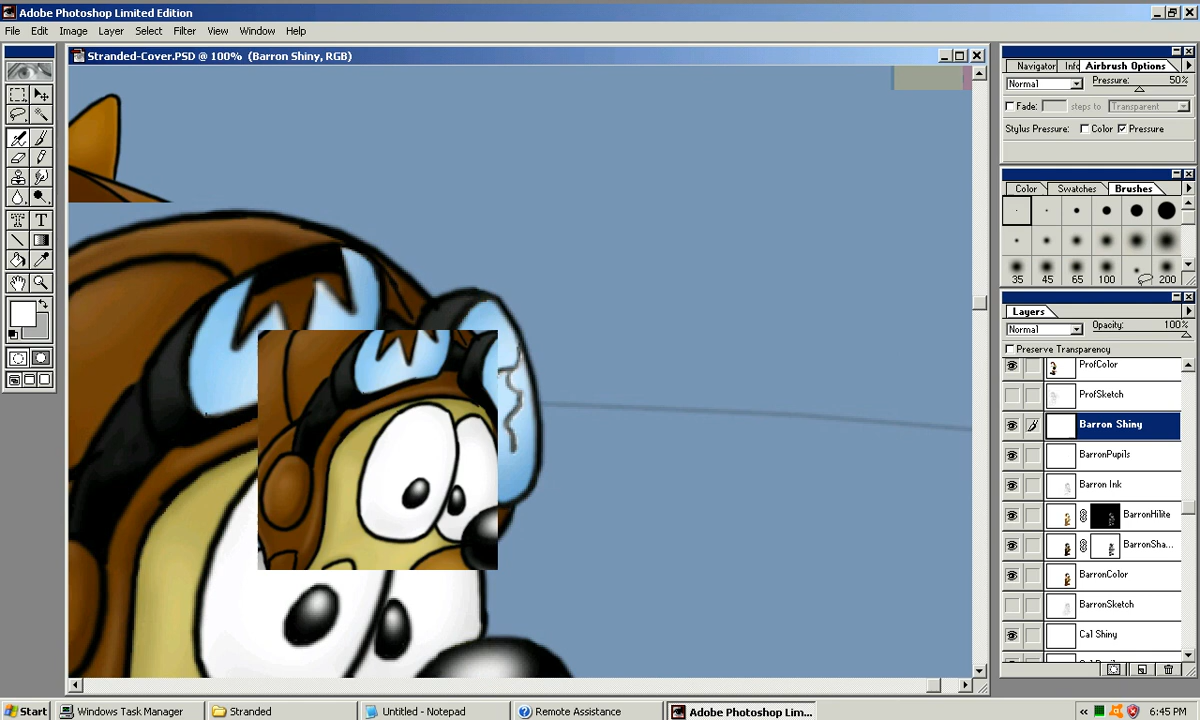 Adobe Photoshop Limited Edition
File Edit Image Layer Select Filter View Window Help
Stranded-Cover.PSD @ 100% (Barron Shiny, RGB)
Navigator Info Airbrush Options
Normal Pressure: 50%
Fade: steps to Transparent
Stylus Pressure: Color Pressure
Color Swatches Brushes
35 45 65 100 200
Layers
Normal Opacity: 100%
Preserve Transparency
ProfColor
ProfSketch
Barron Shiny
BarronPupils
Barron Ink
BarronHilite
BarronSha...
BarronColor
BarronSketch
Cal Shiny
Start Windows Task Manager Stranded Untitled - Notepad Remote Assistance Adobe Photoshop Lim... 6:45 PM